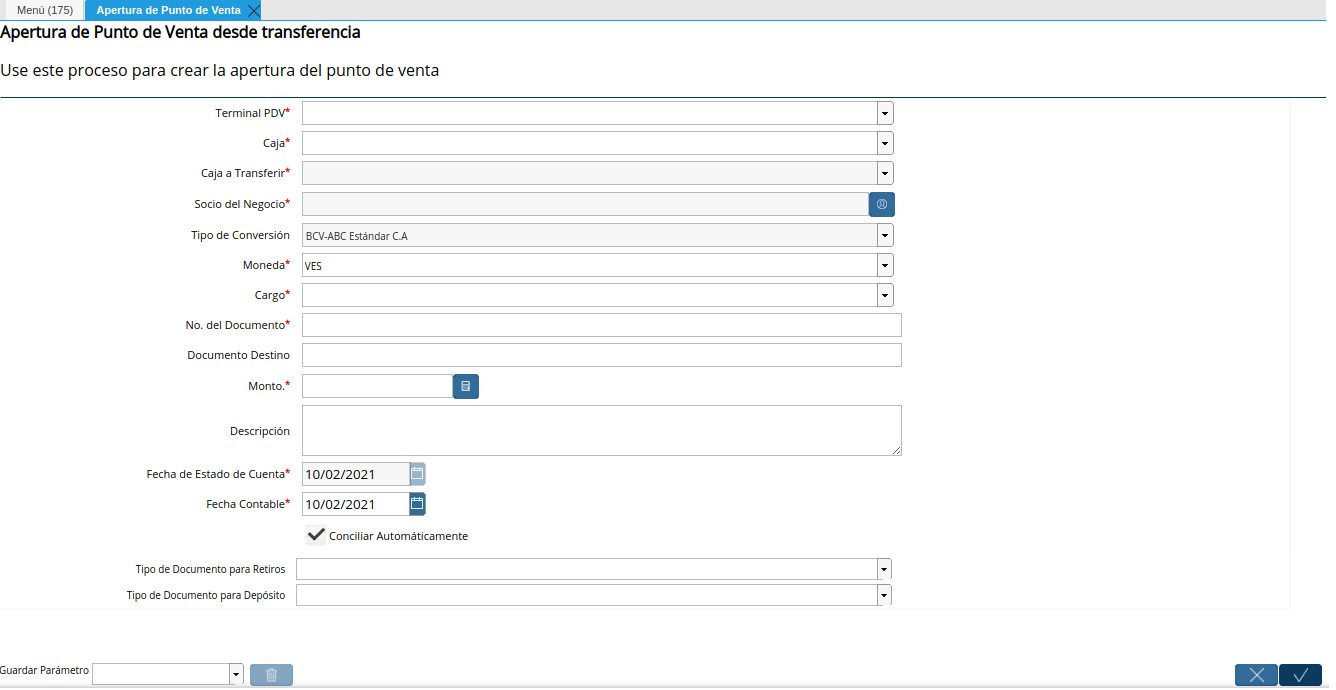 Menú (175)
Apertura de Punto de Venta
Apertura de Punto de Venta desde transferencia
Use este proceso para crear la apertura del punto de venta
Terminal PDV*
Caja*
Caja a Transferir*
Socio del Negocio*
Tipo de Conversión BCV-ABC Estándar C.A
Moneda* VES
Cargo*
No. del Documento*
Documento Destino
Monto.*
Descripción
Fecha de Estado de Cuenta* 10/02/2021
Fecha Contable* 10/02/2021
Conciliar Automáticamente
Tipo de Documento para Retiros
Tipo de Documento para Depósito
Guardar Parámetro